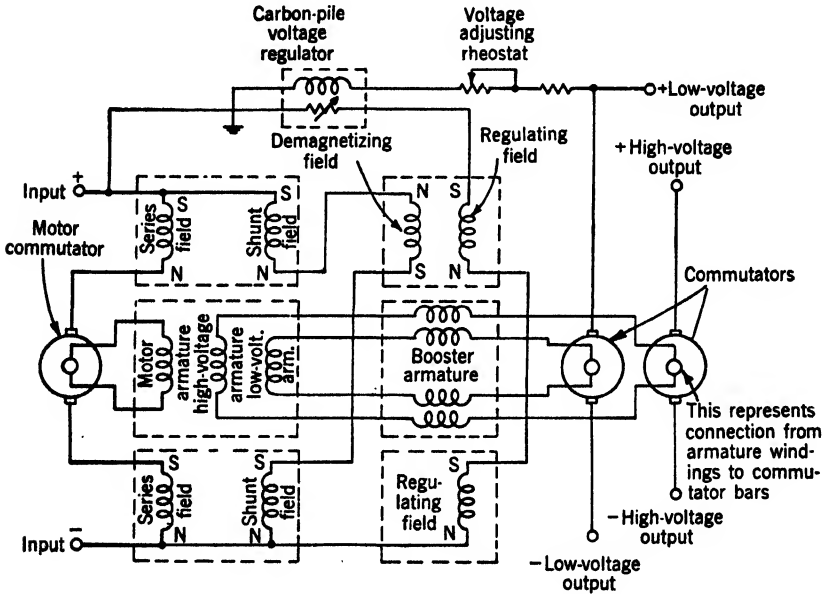 Carbon-pile
voltage
regulator
Voltage
adjusting
rheostat
+Low-voltage
output
Demagnetizing
field
Regulating
field
+High-voltage
output
Input
+
S
S
N
S
Motor
commutator
Series
field
Shunt
field
N
N
S
N
Commutators
Motor
armature
high-voltage
armature
low-volt.
arm.
Booster
armature
This represents
connection from
armature wind-
ings to commu-
tator bars
S
S
S
Series
field
Shunt
field
Regu-
lating
field
N
N
N
Input
−
−High-voltage
output
−Low-voltage
output